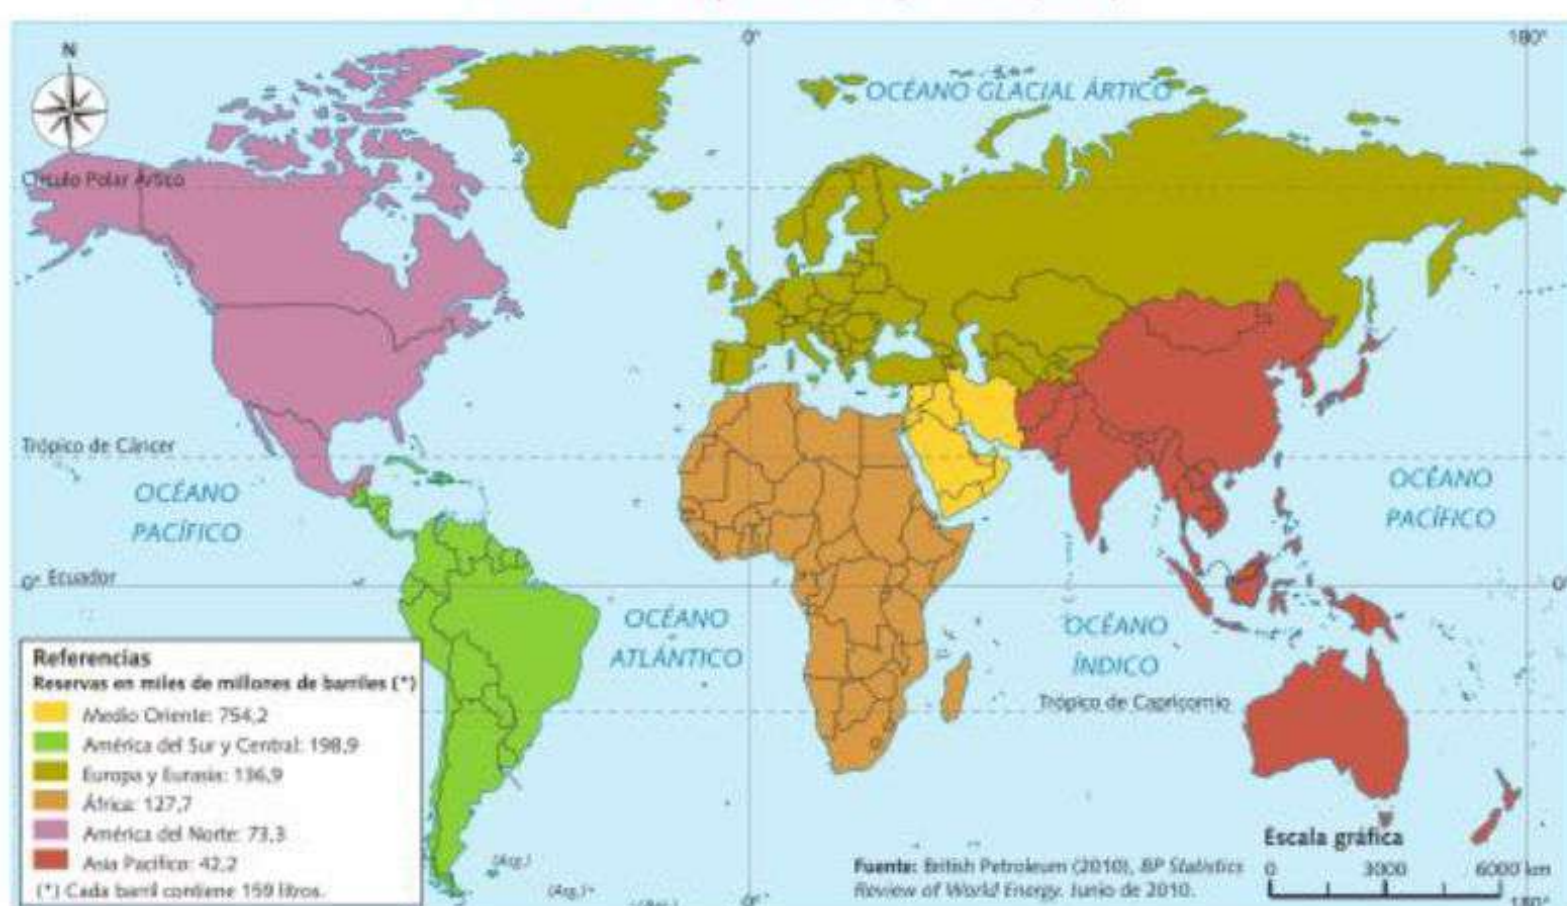 N
0°
180°
OCÉANO GLACIAL ÁRTICO
Círculo Polar Ártico
Trópico de Cáncer
OCÉANO
PACÍFICO
OCÉANO
PACÍFICO
0° Ecuador
0°
OCÉANO
ATLÁNTICO
OCÉANO
ÍNDICO
Trópico de Capricornio
Referencias
Reservas en miles de millones de barriles (*)
Medio Oriente: 754,2
América del Sur y Central: 198,9
Europa y Eurasia: 136,9
África: 127,7
América del Norte: 73,3
Asia Pacífico: 42,2
(*) Cada barril contiene 159 litros.
(Arg.)
(Arg.)
Fuente: British Petroleum (2010), BP Statistics
Review of World Energy. Junio de 2010.
Escala gráfica
0 3000 6000 km
0°
180°